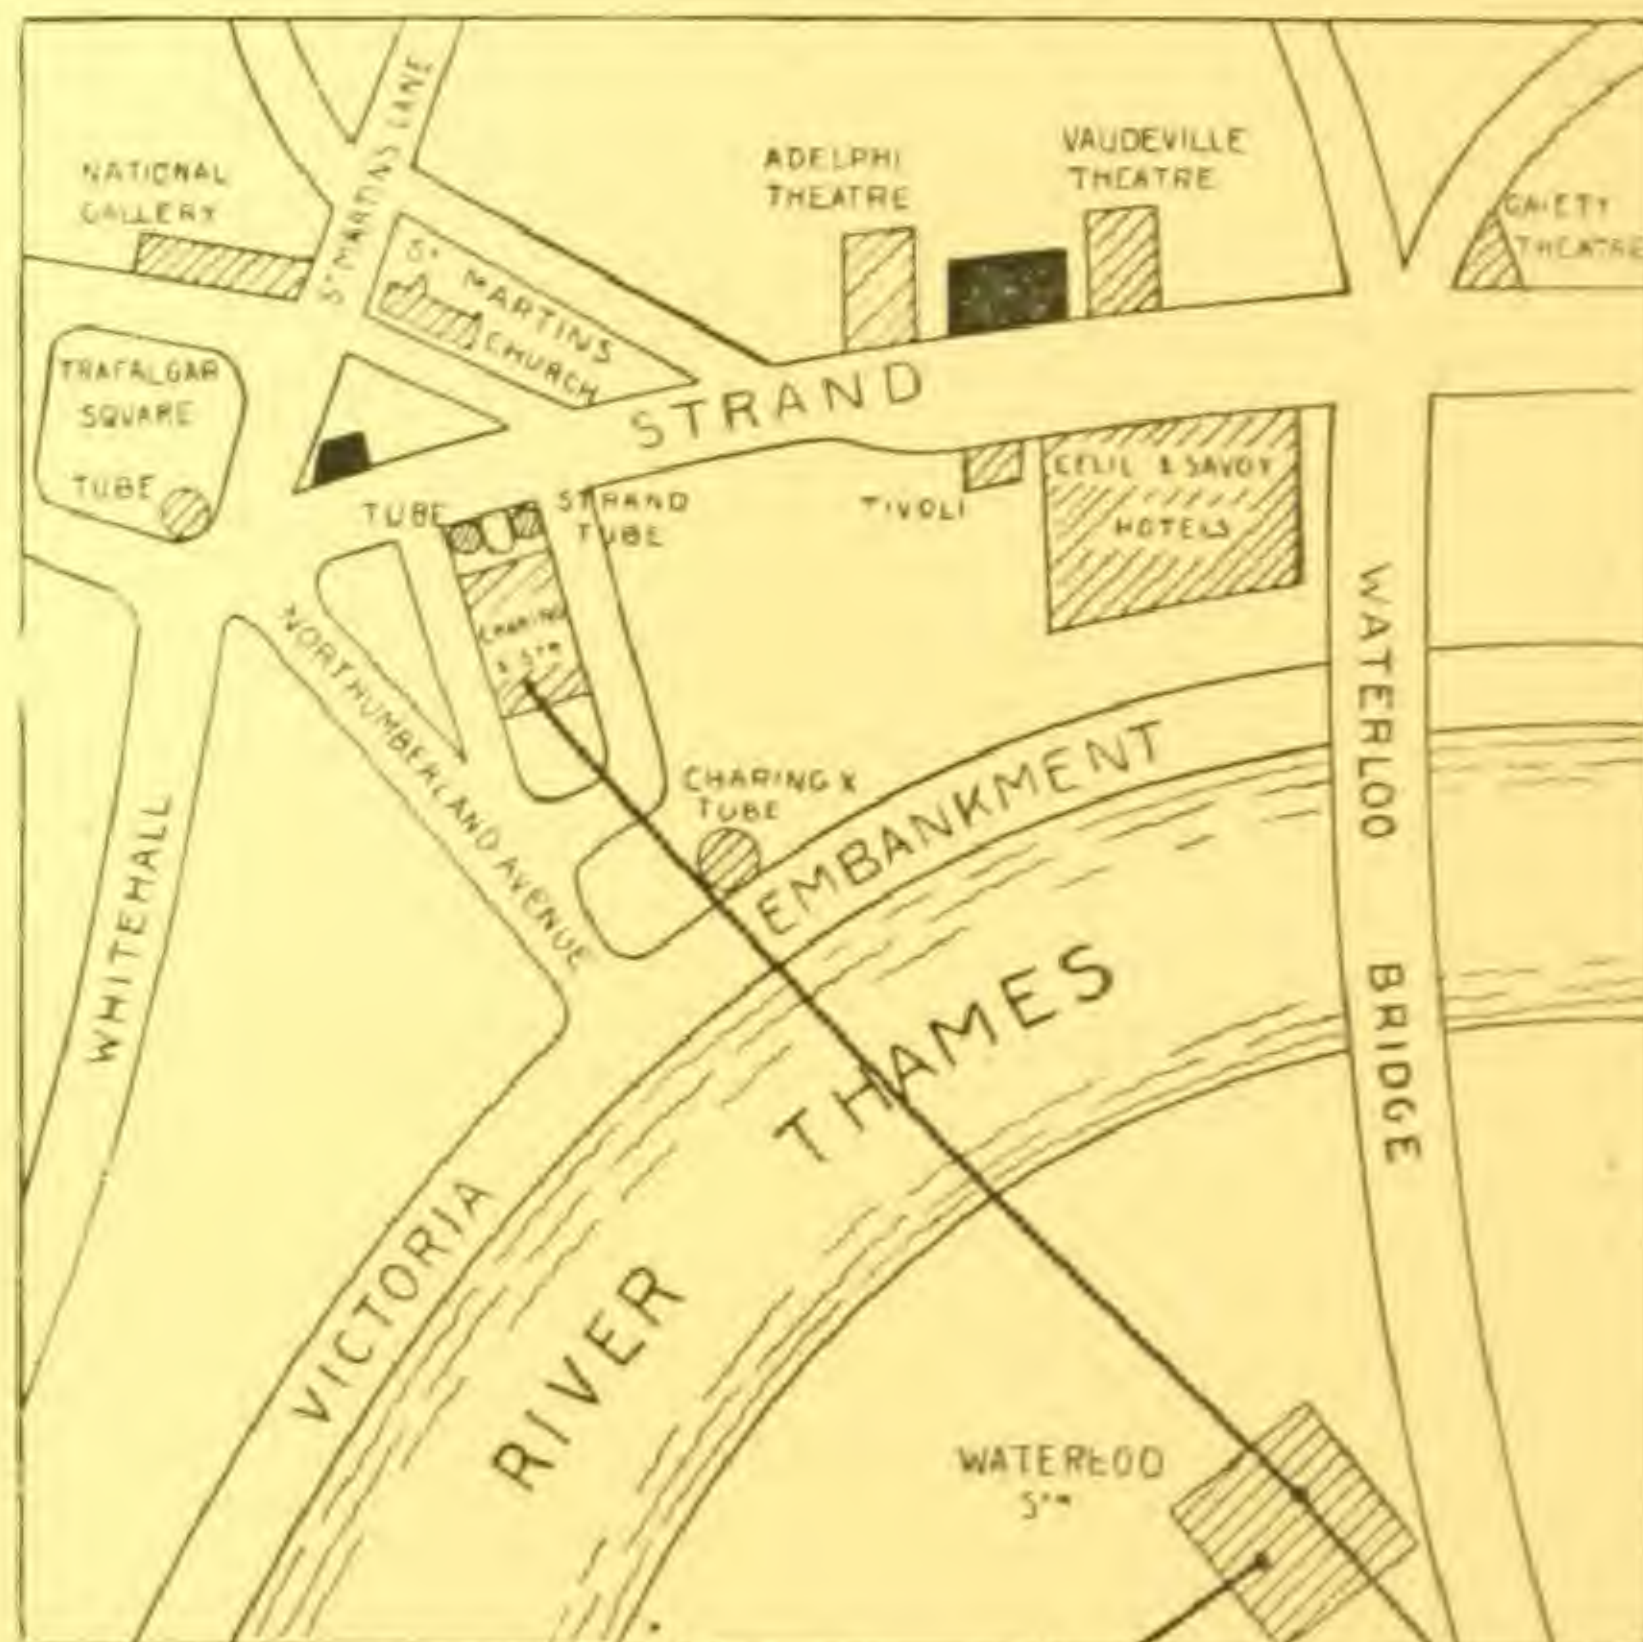 ST MARTINS LANE
NATIONAL
GALLERY
ADELPHI
THEATRE
VAUDEVILLE
THEATRE
GAIETY
THEATRE
ST MARTINS
CHURCH
TRAFALGAR
SQUARE
TUBE
STRAND
TUBE
STRAND
TUBE
TIVOLI
CECIL & SAVOY
HOTELS
CHARING
X STN
NORTHUMBERLAND AVENUE
WHITEHALL
CHARING X
TUBE
VICTORIA EMBANKMENT
WATERLOO BRIDGE
RIVER THAMES
WATERLOO
STN